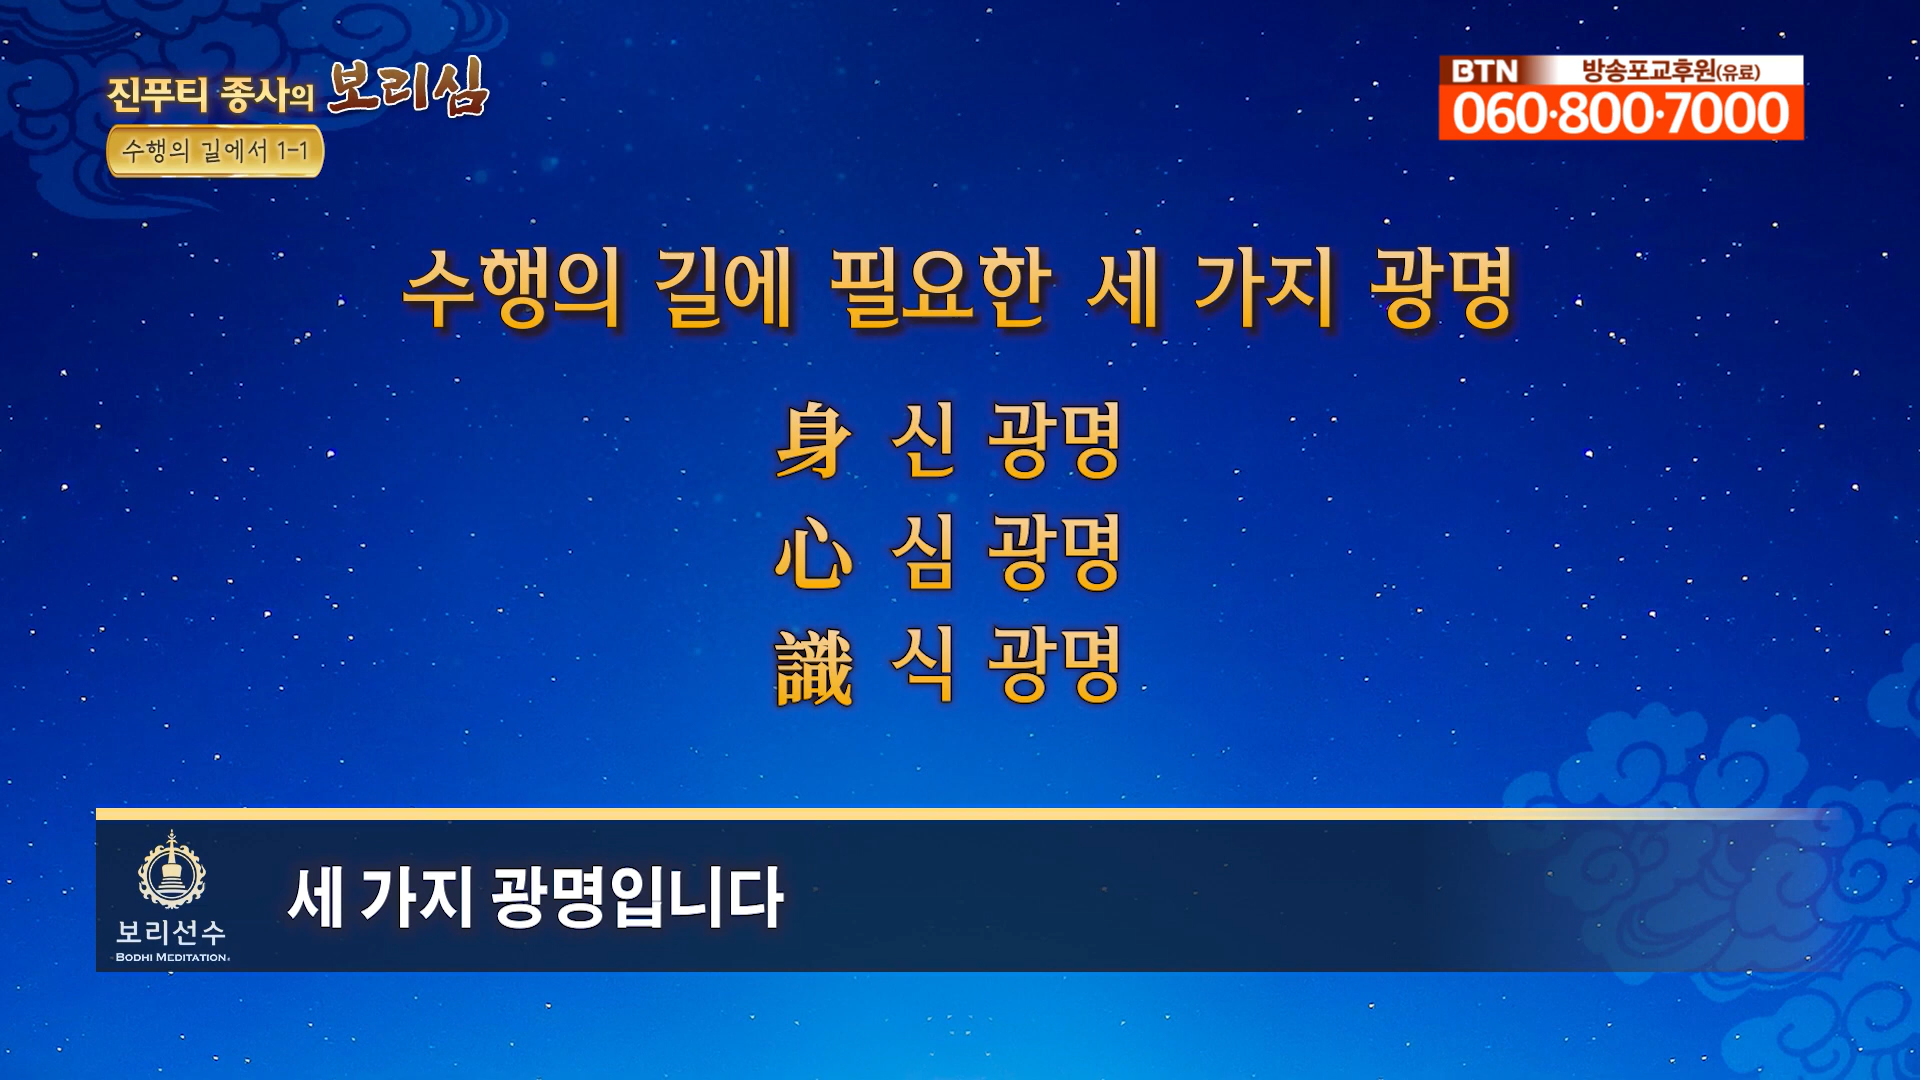 진푸티 종사의 보리심
수행의 길에서 1-1
BTN 방송포교후원(유료)
060·800·7000
수행의 길에 필요한 세 가지 광명
身 신 광명
心 심 광명
識 식 광명
세 가지 광명입니다
보리선수
BODHI MEDITATION